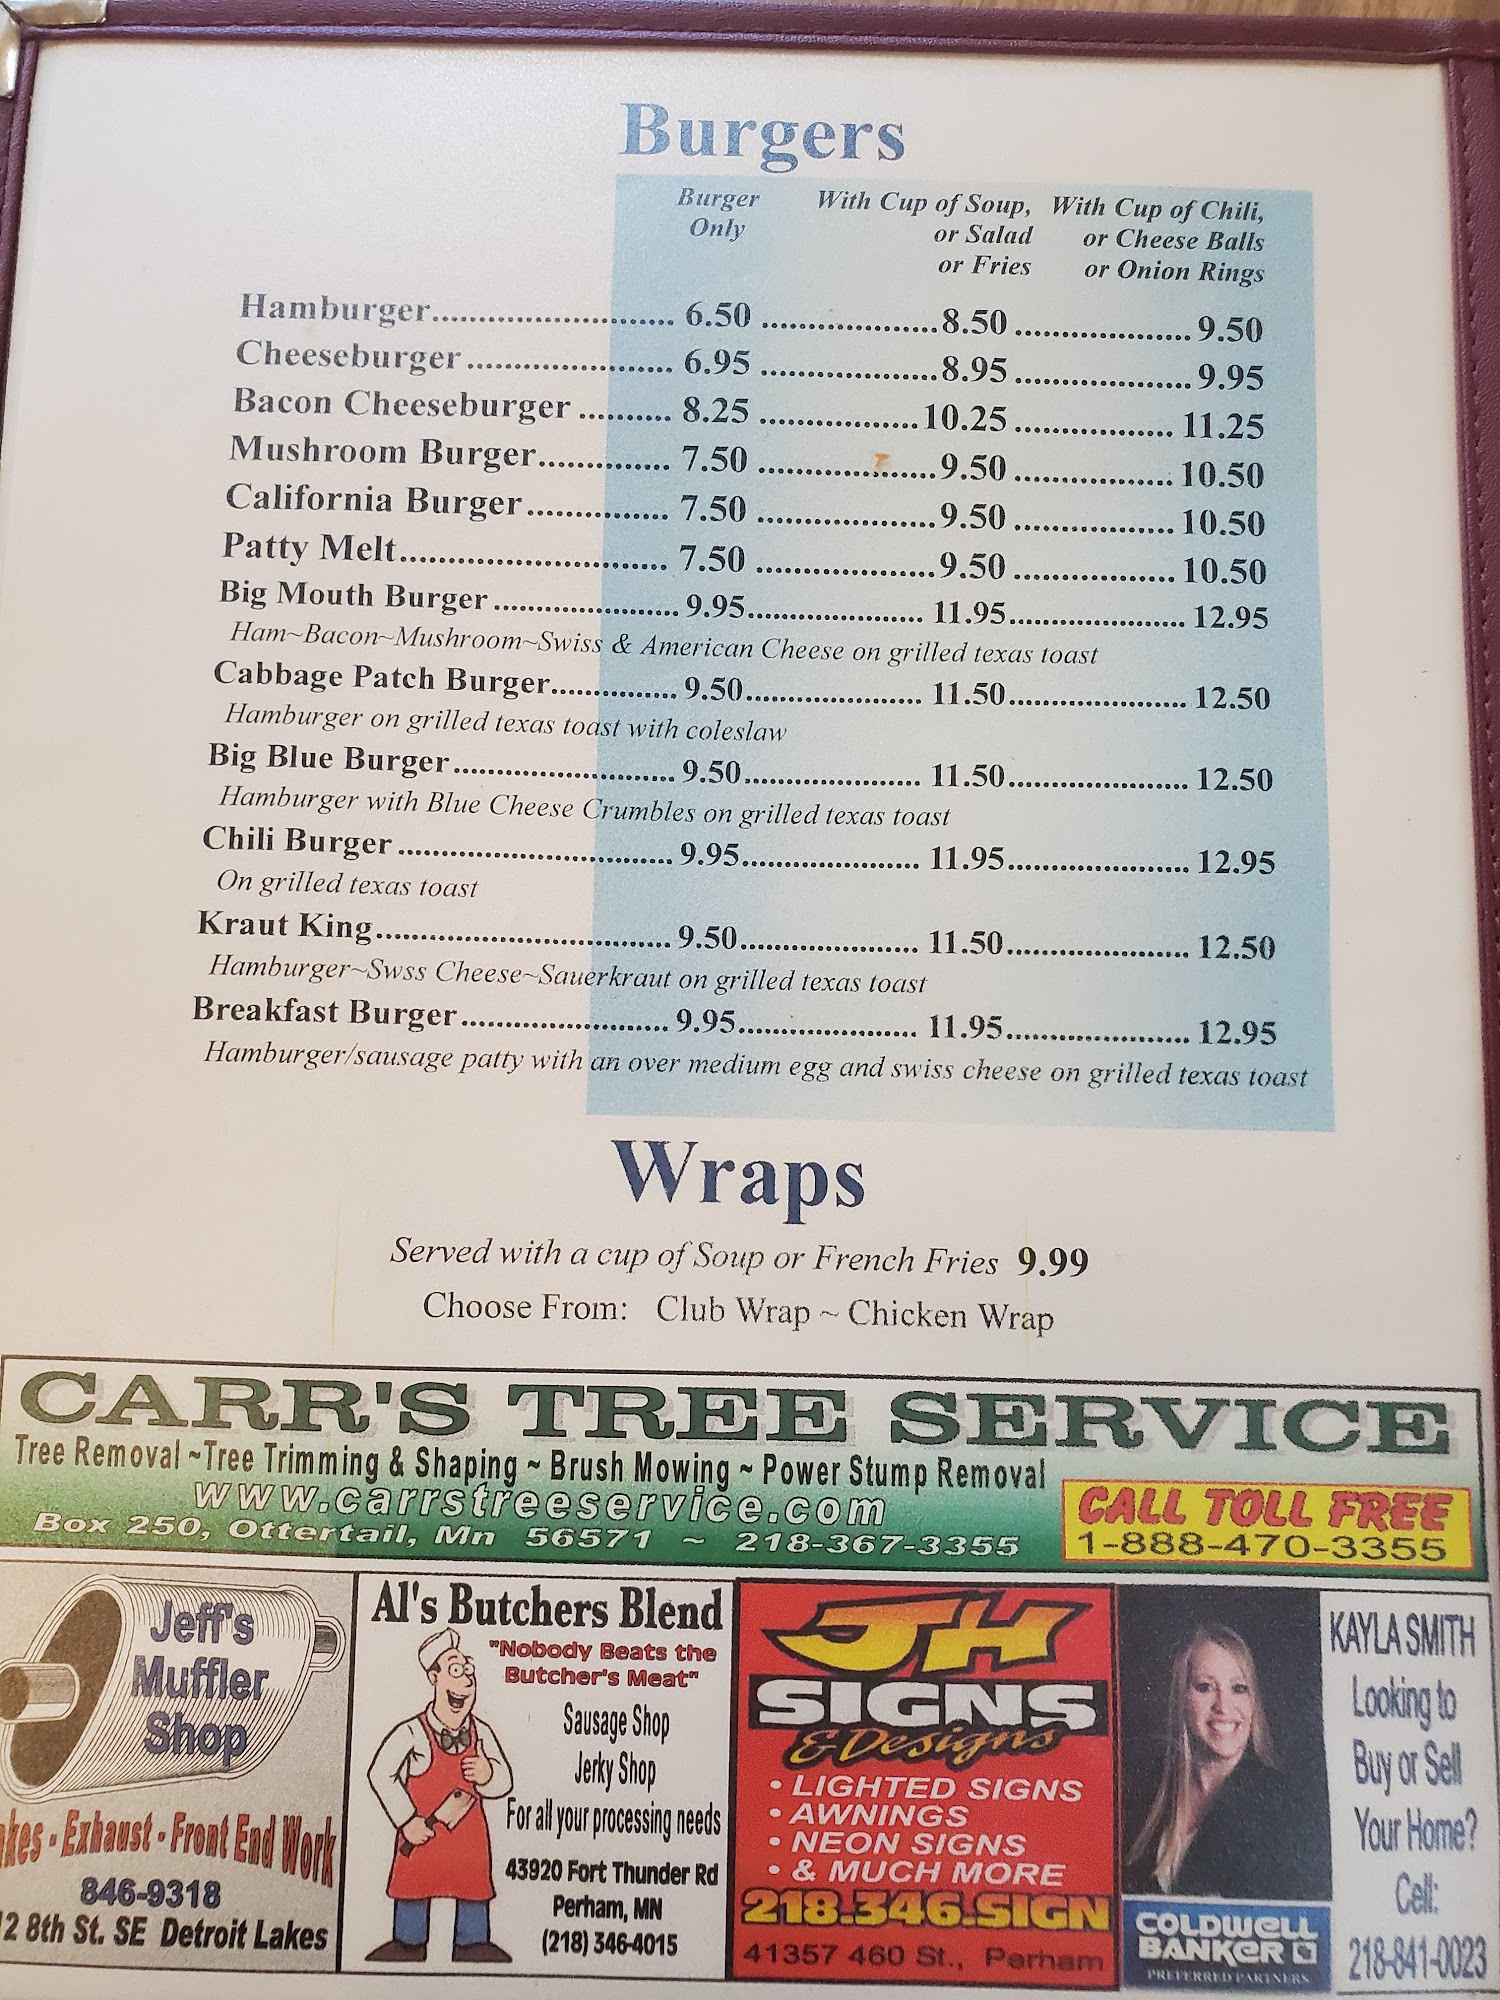 Burgers
Burger Only
With Cup of Soup, or Salad or Fries
With Cup of Chili, or Cheese Balls or Onion Rings
Hamburger.......................... 6.50 ...................8.50 ................... 9.50
Cheeseburger...................... 6.95 ...................8.95 ................... 9.95
Bacon Cheeseburger .......... 8.25 .................10.25 ................. 11.25
Mushroom Burger.............. 7.50 ...................9.50 ................. 10.50
California Burger............... 7.50 ...................9.50 ................. 10.50
Patty Melt............................. 7.50 ...................9.50 ................. 10.50
Big Mouth Burger..................... 9.95.................... 11.95.................... 12.95
Ham~Bacon~Mushroom~Swiss & American Cheese on grilled texas toast
Cabbage Patch Burger............... 9.50.................... 11.50.................... 12.50
Hamburger on grilled texas toast with coleslaw
Big Blue Burger......................... 9.50.................... 11.50.................... 12.50
Hamburger with Blue Cheese Crumbles on grilled texas toast
Chili Burger............................... 9.95.................... 11.95.................... 12.95
On grilled texas toast
Kraut King................................. 9.50.................... 11.50.................... 12.50
Hamburger~Swss Cheese~Sauerkraut on grilled texas toast
Breakfast Burger....................... 9.95.................... 11.95.................... 12.95
Hamburger/sausage patty with an over medium egg and swiss cheese on grilled texas toast
Wraps
Served with a cup of Soup or French Fries 9.99
Choose From: Club Wrap ~ Chicken Wrap
CARR'S TREE SERVICE
Tree Removal ~Tree Trimming & Shaping ~ Brush Mowing ~ Power Stump Removal
www.carrstreeservice.com
Box 250, Ottertail, Mn 56571 ~ 218-367-3355
CALL TOLL FREE
1-888-470-3355
Jeff's
Muffler
Shop
Exhaust - Front End Work
846-9318
2 8th St. SE Detroit Lakes
Al's Butchers Blend
"Nobody Beats the
Butcher's Meat"
Sausage Shop
Jerky Shop
For all your processing needs
43920 Fort Thunder Rd
Perham, MN
(218) 346-4015
JH
SIGNS
& Designs
• LIGHTED SIGNS
• AWNINGS
• NEON SIGNS
• & MUCH MORE
218.346.SIGN
41357 460 St., Perham
KAYLA SMITH
Looking to
Buy or Sell
Your Home?
Cell:
218-841-0023
COLDWELL
BANKER
PREFERRED PARTNERS